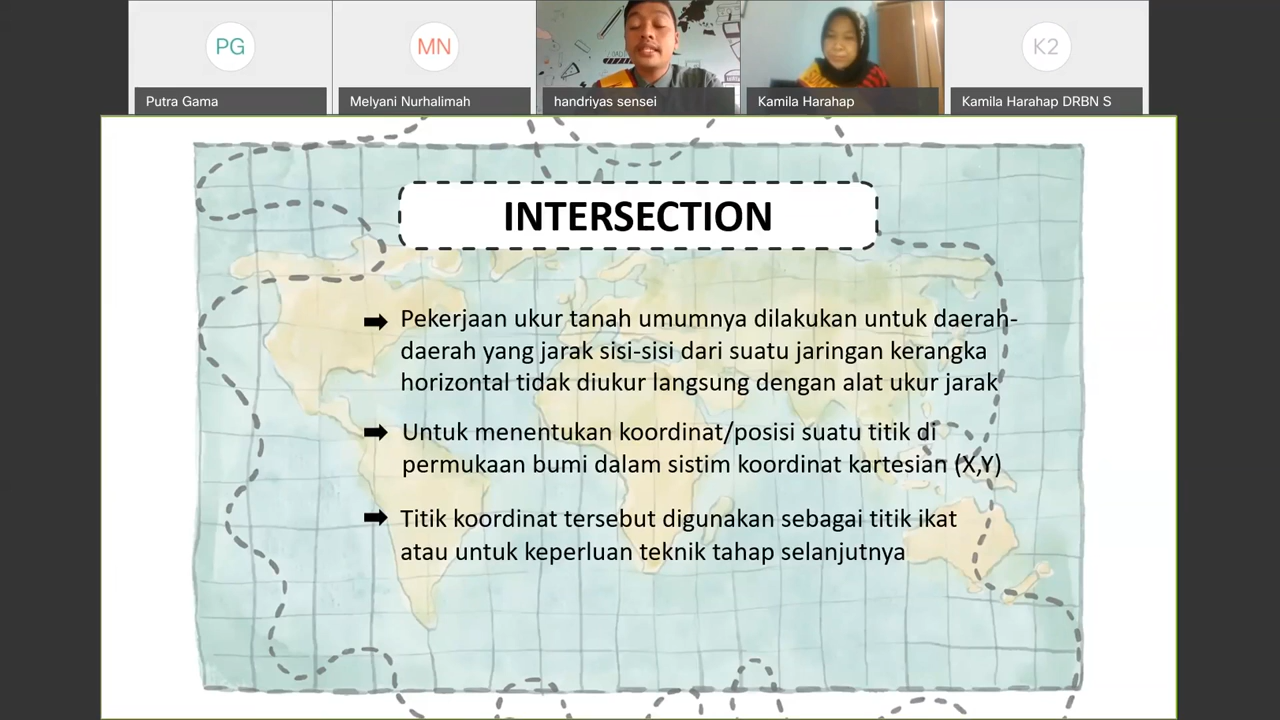 PG
MN
K2
Putra Gama
Melyani Nurhalimah
handriyas sensei
Kamila Harahap
Kamila Harahap DRBN S
INTERSECTION
Pekerjaan ukur tanah umumnya dilakukan untuk daerah-
daerah yang jarak sisi-sisi dari suatu jaringan kerangka
horizontal tidak diukur langsung dengan alat ukur jarak
Untuk menentukan koordinat/posisi suatu titik di
permukaan bumi dalam sistim koordinat kartesian (X,Y)
Titik koordinat tersebut digunakan sebagai titik ikat
atau untuk keperluan teknik tahap selanjutnya